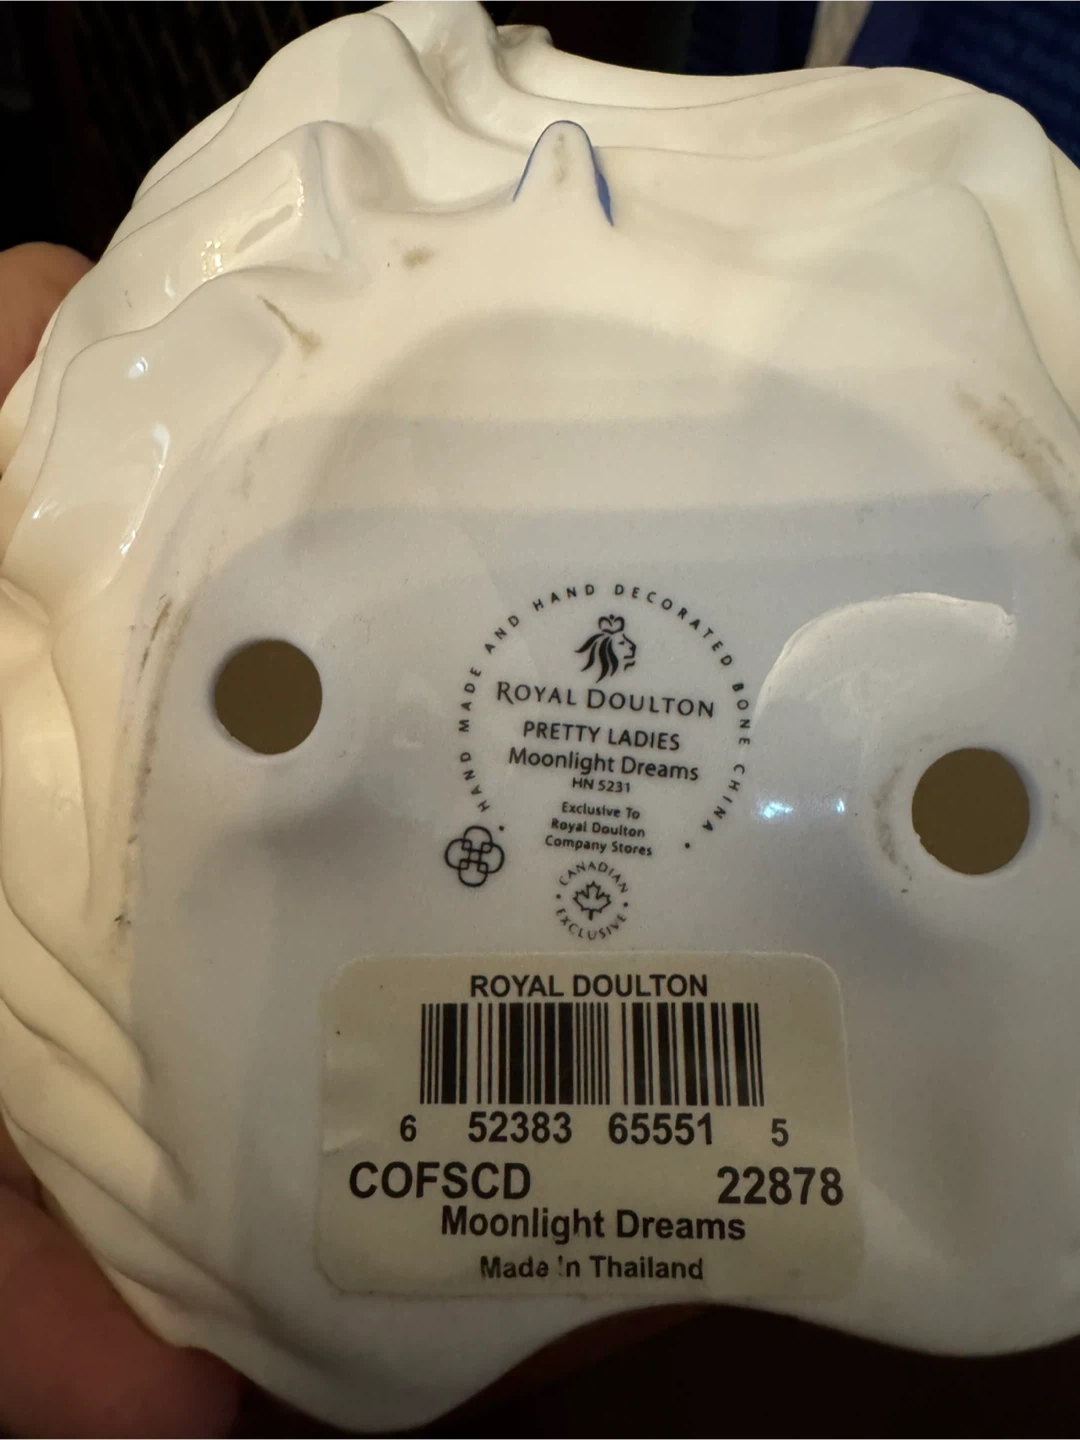 HAND MADE AND HAND DECORATED BONE CHINA
ROYAL DOULTON
PRETTY LADIES
Moonlight Dreams
HN 5231
Exclusive To
Royal Doulton
Company Stores
CANADIAN
EXCLUSIVE
ROYAL DOULTON
6 52383 65551 5
COFSCD 22878
Moonlight Dreams
Made in Thailand